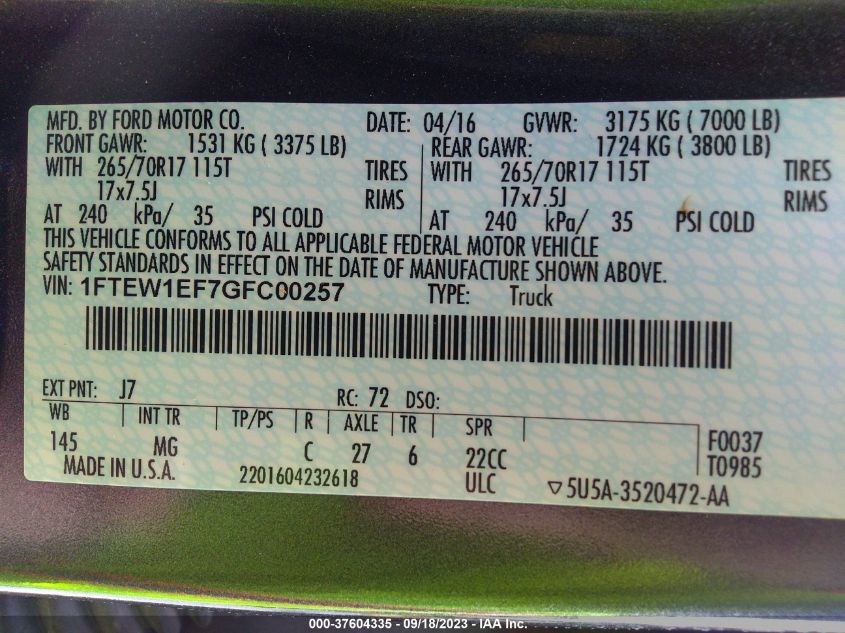 MFD. BY FORD MOTOR CO. DATE: 04/16 GVWR: 3175 KG ( 7000 LB)
FRONT GAWR: 1531 KG ( 3375 LB) REAR GAWR: 1724 KG ( 3800 LB)
WITH 265/70R17 115T TIRES WITH 265/70R17 115T TIRES
17x7.5J RIMS 17x7.5J RIMS
AT 240 kPa/ 35 PSI COLD AT 240 kPa/ 35 PSI COLD
THIS VEHICLE CONFORMS TO ALL APPLICABLE FEDERAL MOTOR VEHICLE
SAFETY STANDARDS IN EFFECT ON THE DATE OF MANUFACTURE SHOWN ABOVE.
VIN: 1FTEW1EF7GFC00257 TYPE: Truck
EXT PNT: J7 RC: 72 DSO:
WB INT TR TP/PS R AXLE TR SPR
145 MG C 27 6 22CC F0037
MADE IN U.S.A. 2201604232618 ULC T0985
5U5A-3520472-AA
000-37604335 - 09/18/2023 - IAA Inc.